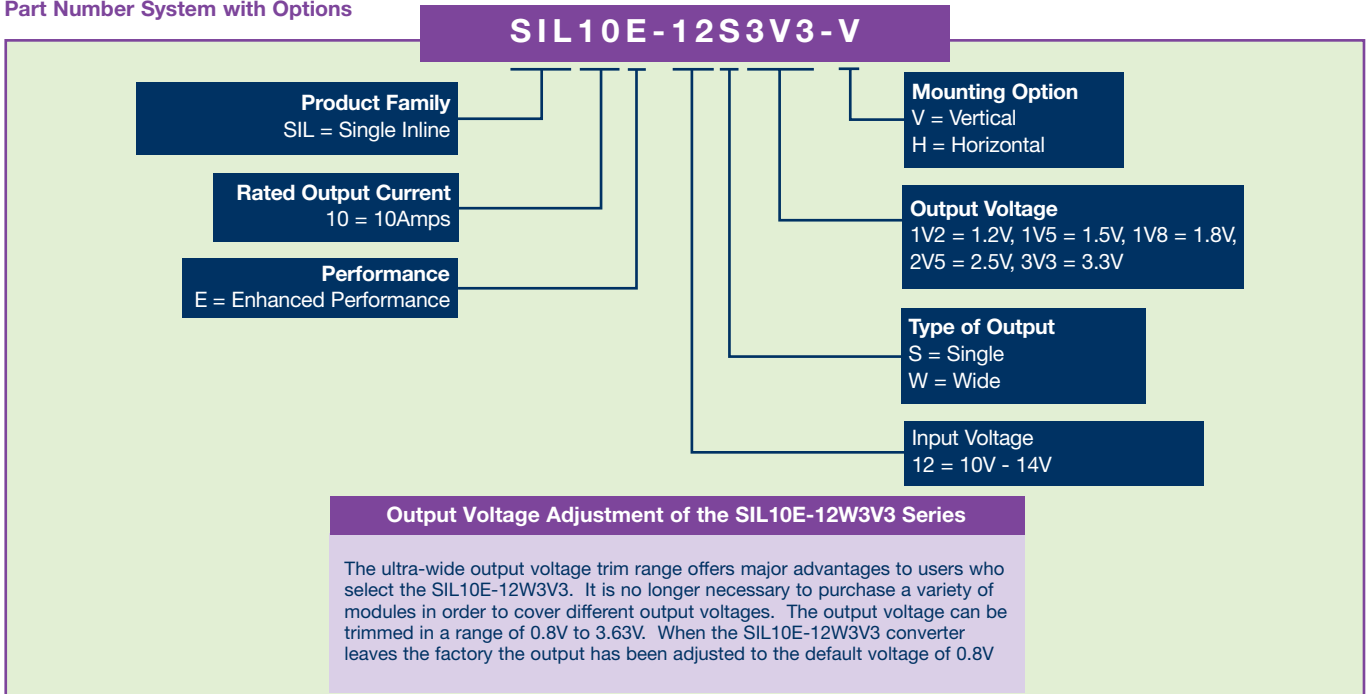 Part Number System with Options
SIL10E-12S3V3-V
Product Family
SIL = Single Inline
Rated Output Current
10 = 10Amps
Performance
E = Enhanced Performance
Mounting Option
V = Vertical
H = Horizontal
Output Voltage
1V2 = 1.2V, 1V5 = 1.5V, 1V8 = 1.8V,
2V5 = 2.5V, 3V3 = 3.3V
Type of Output
S = Single
W = Wide
Input Voltage
12 = 10V - 14V
Output Voltage Adjustment of the SIL10E-12W3V3 Series
The ultra-wide output voltage trim range offers major advantages to users who
select the SIL10E-12W3V3. It is no longer necessary to purchase a variety of
modules in order to cover different output voltages. The output voltage can be
trimmed in a range of 0.8V to 3.63V. When the SIL10E-12W3V3 converter
leaves the factory the output has been adjusted to the default voltage of 0.8V